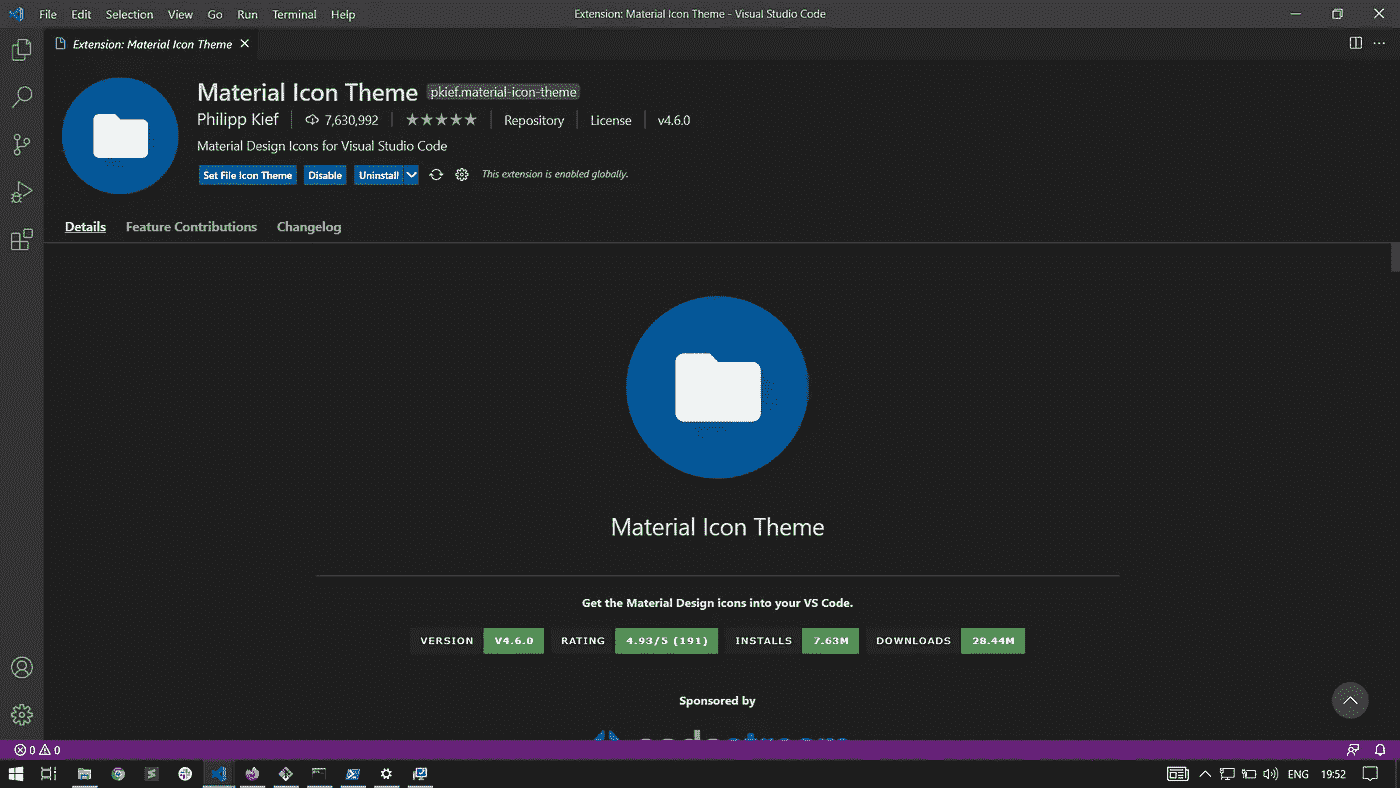 File Edit Selection View Go Run Terminal Help Extension: Material Icon Theme - Visual Studio Code
Extension: Material Icon Theme
Material Icon Theme pkief.material-icon-theme
Philipp Kief 7,630,992 Repository License v4.6.0
Material Design Icons for Visual Studio Code
Set File Icon Theme Disable Uninstall This extension is enabled globally.
Details Feature Contributions Changelog
Material Icon Theme
Get the Material Design icons into your VS Code.
VERSION V4.6.0 RATING 4.93/5 (191) INSTALLS 7.63M DOWNLOADS 28.44M
Sponsored by
0 0
ENG 19:52